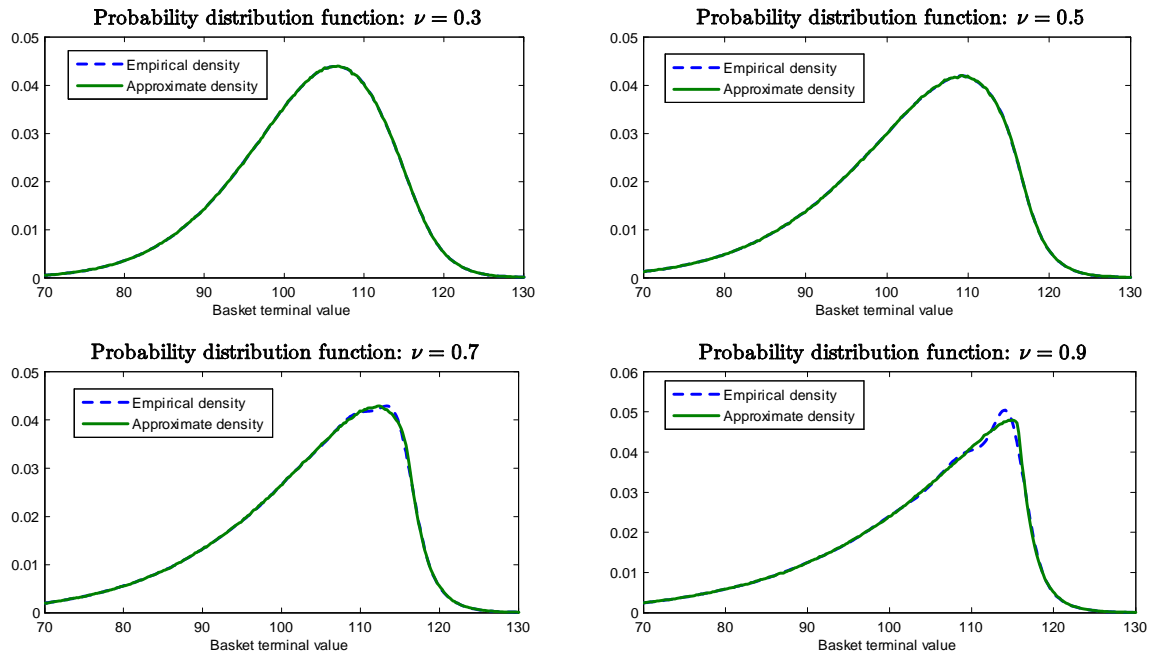 Probability distribution function: ν = 0.3
0.05
0.04
0.03
0.02
0.01
0
Empirical density
Approximate density
70 80 90 100 110 120 130
Basket terminal value
Probability distribution function: ν = 0.5
0.05
0.04
0.03
0.02
0.01
0
Empirical density
Approximate density
70 80 90 100 110 120 130
Basket terminal value
Probability distribution function: ν = 0.7
0.05
0.04
0.03
0.02
0.01
0
Empirical density
Approximate density
70 80 90 100 110 120 130
Basket terminal value
Probability distribution function: ν = 0.9
0.06
0.05
0.04
0.03
0.02
0.01
0
Empirical density
Approximate density
70 80 90 100 110 120 130
Basket terminal value